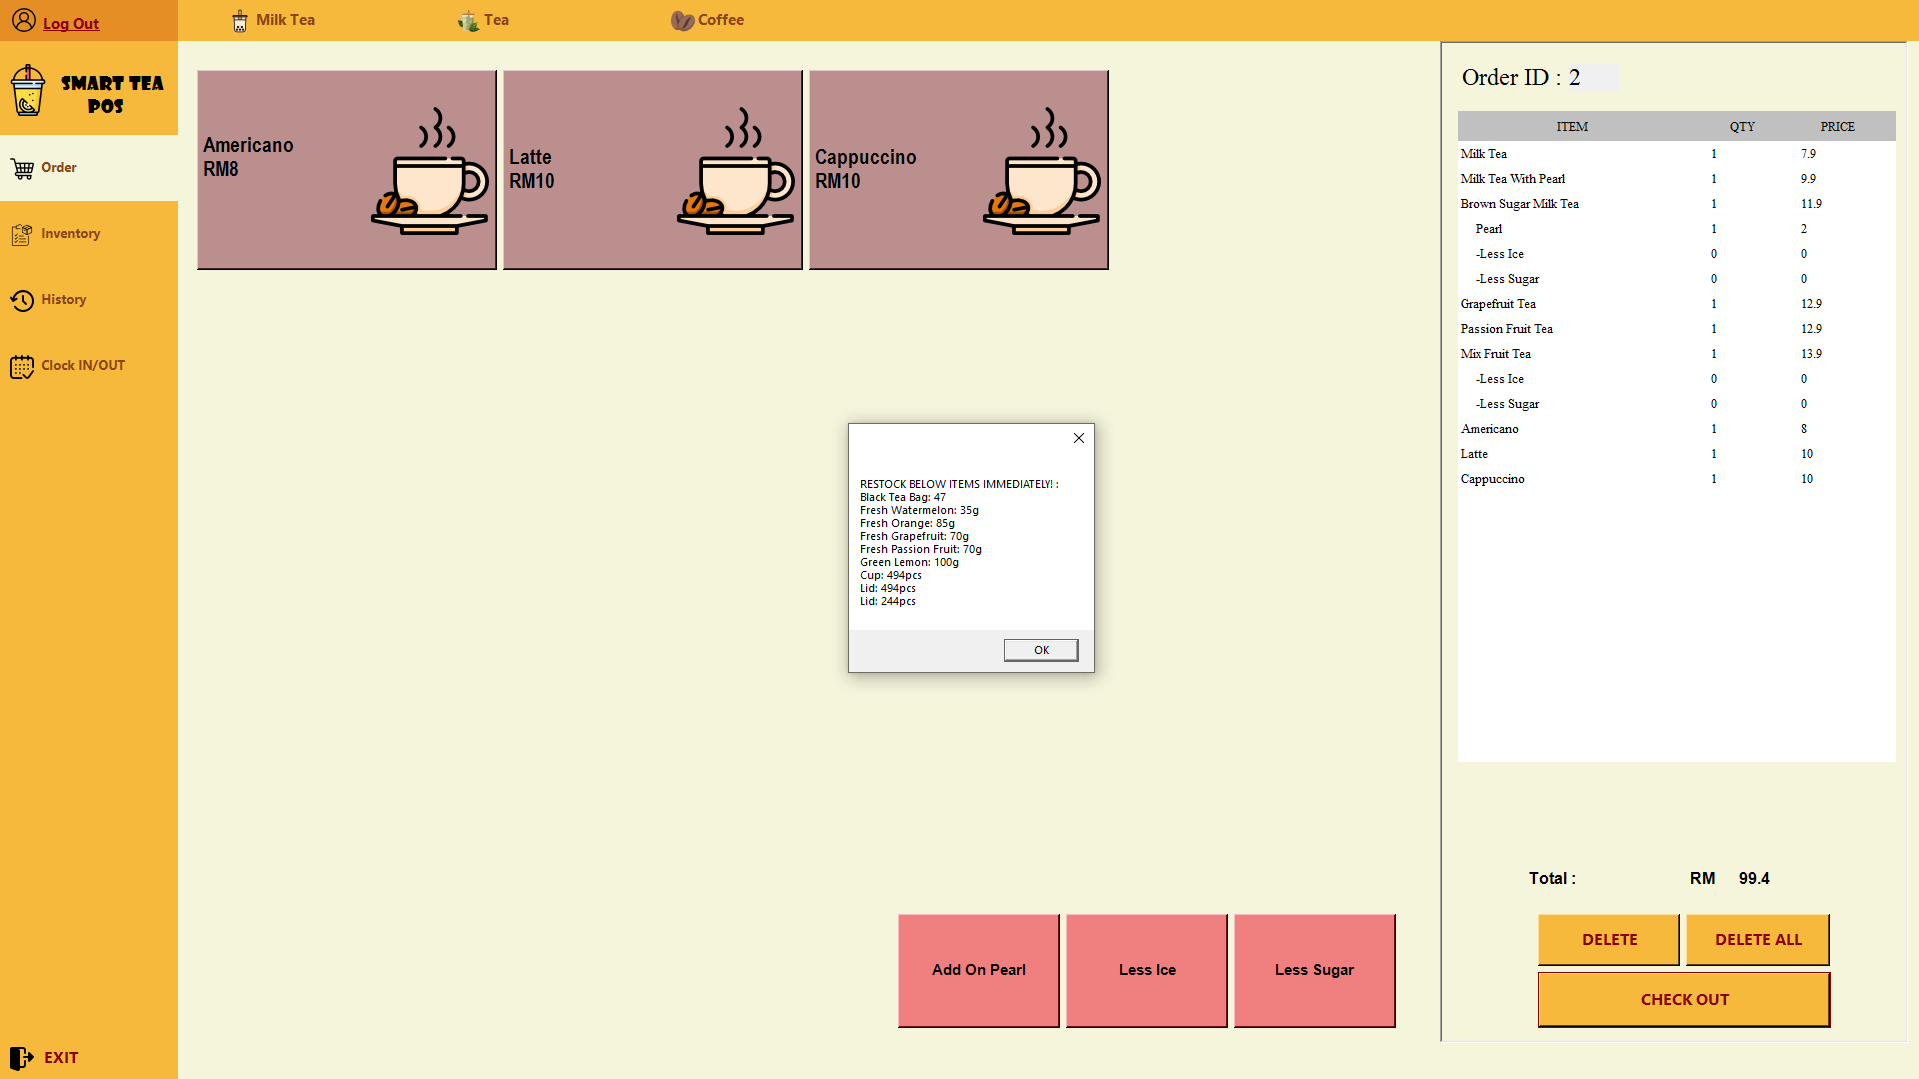 Log Out
Milk Tea
Tea
Coffee
SMART TEA
POS
Order
Inventory
History
Clock IN/OUT
EXIT
Americano
RM8
Latte
RM10
Cappuccino
RM10
RESTOCK BELOW ITEMS IMMEDIATELY! :
Black Tea Bag: 47
Fresh Watermelon: 35g
Fresh Orange: 85g
Fresh Grapefruit: 70g
Fresh Passion Fruit: 70g
Green Lemon: 100g
Cup: 494pcs
Lid: 494pcs
Lid: 244pcs
OK
Add On Pearl
Less Ice
Less Sugar
Order ID : 2
ITEM QTY PRICE
Milk Tea 1 7.9
Milk Tea With Pearl 1 9.9
Brown Sugar Milk Tea 1 11.9
Pearl 1 2
-Less Ice 0 0
-Less Sugar 0 0
Grapefruit Tea 1 12.9
Passion Fruit Tea 1 12.9
Mix Fruit Tea 1 13.9
-Less Ice 0 0
-Less Sugar 0 0
Americano 1 8
Latte 1 10
Cappuccino 1 10
Total : RM 99.4
DELETE
DELETE ALL
CHECK OUT